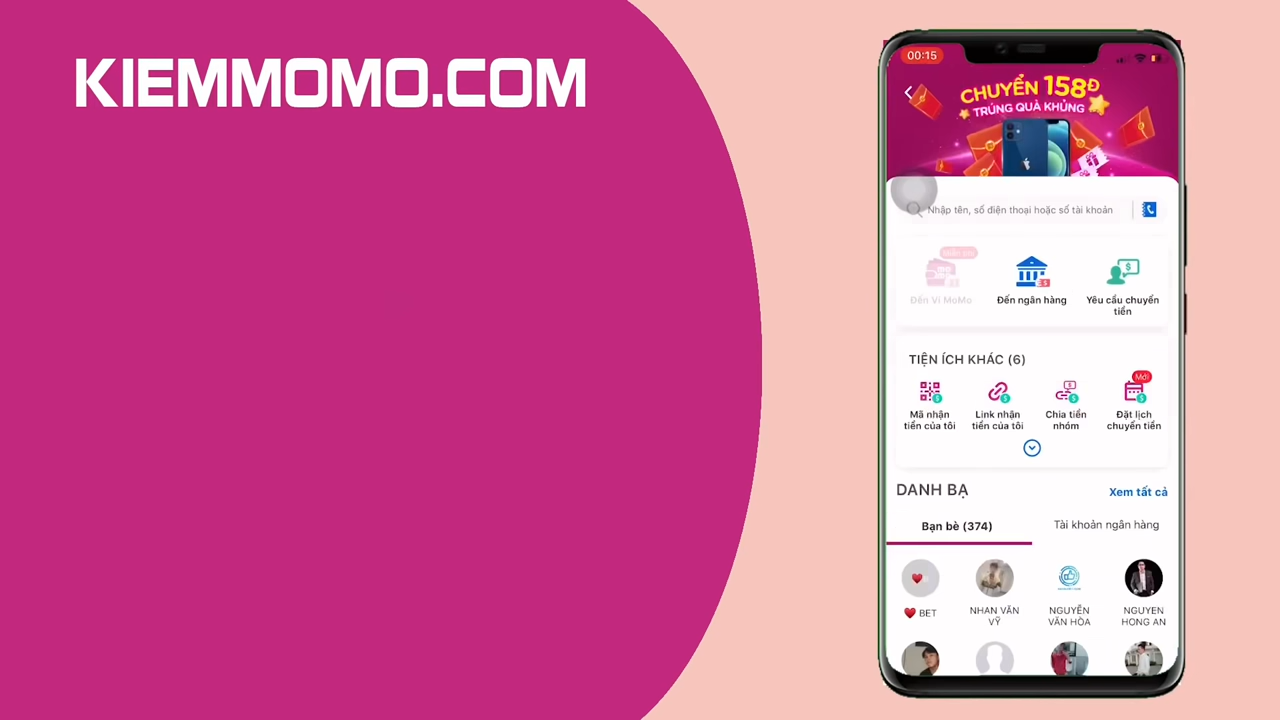 KIEMMOMO.COM
00:15
CHUYỂN 158Đ
TRÚNG QUÀ KHỦNG
Nhập tên, số điện thoại hoặc số tài khoản
Đến Ví MoMo
Đến ngân hàng
Yêu cầu chuyển
tiền
TIỆN ÍCH KHÁC (6)
Mới
Mã nhận
tiền của tôi
Link nhận
tiền của tôi
Chia tiền
nhóm
Đặt lịch
chuyển tiền
DANH BẠ
Xem tất cả
Bạn bè (374)
Tài khoản ngân hàng
❤️ BET
NHAN VĂN
VỸ
NGUYỄN
VĂN HÒA
NGUYEN
HONG AN